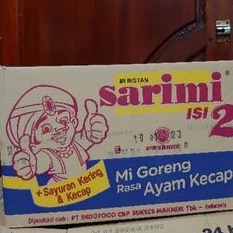 MI INSTAN
sarimi®
ISI 2
+ Sayuran Kering
& Kecap
Mi Goreng
Rasa Ayam Kecap
Diproduksi oleh : PT INDOFOOD CBP SUKSES MAKMUR Tbk - Indonesia